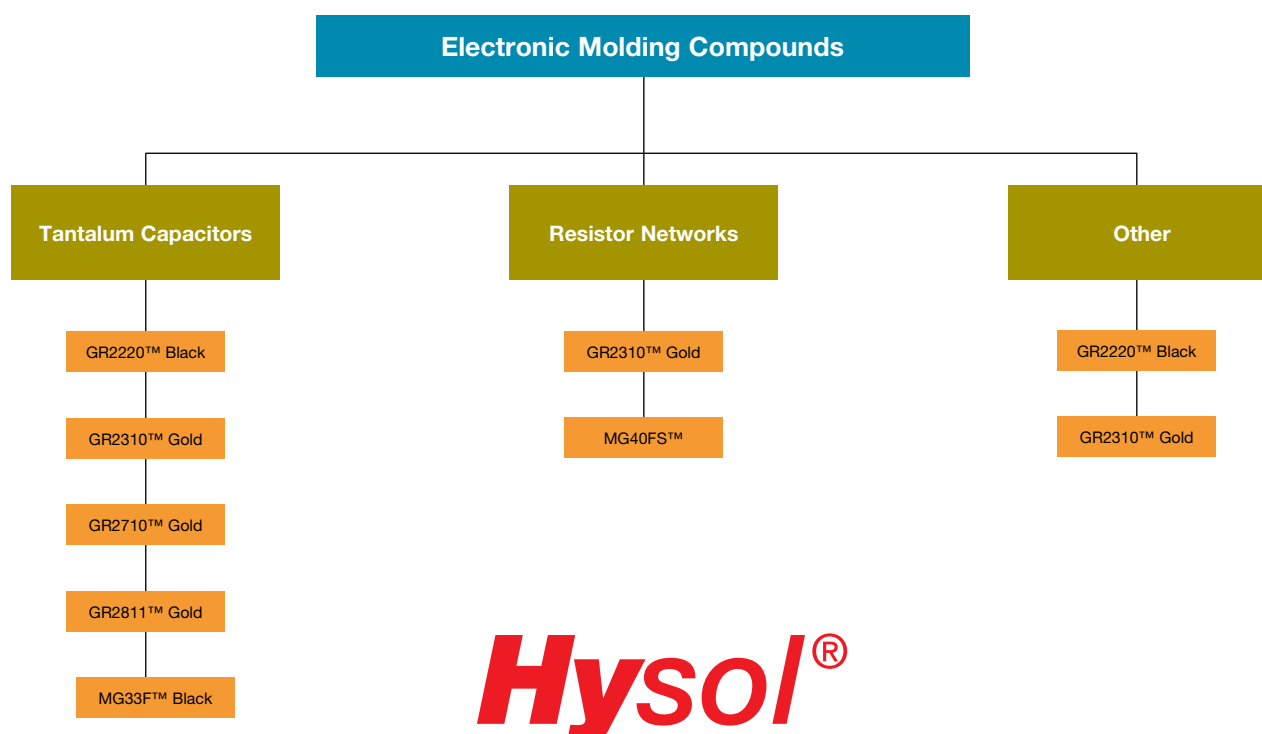 Electronic Molding Compounds
Tantalum Capacitors
GR2220™ Black
GR2310™ Gold
GR2710™ Gold
GR2811™ Gold
MG33F™ Black
Resistor Networks
GR2310™ Gold
MG40FS™
Other
GR2220™ Black
GR2310™ Gold
Hysol®